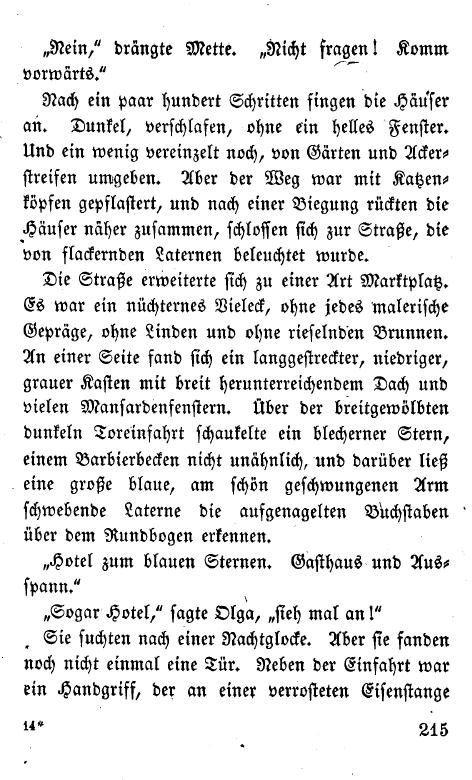 „Nein,“ drängte Mette. „Nicht fragen! Komm
vorwärts.“
Nach ein paar hundert Schritten fingen die Häuser
an. Dunkel, verschlafen, ohne ein helles Fenster.
Und ein wenig vereinzelt noch, von Gärten und Acker-
streifen umgeben. Aber der Weg war mit Katzen-
köpfen gepflastert, und nach einer Biegung rückten die
Häuser näher zusammen, schlossen sich zur Straße, die
von flackernden Laternen beleuchtet wurde.
Die Straße erweiterte sich zu einer Art Marktplatz.
Es war ein nüchternes Vieleck, ohne jedes malerische
Gepräge, ohne Linden und ohne rieselnden Brunnen.
An einer Seite fand sich ein langgestreckter, niedriger,
grauer Kasten mit breit herunterreichendem Dach und
vielen Mansardenfenstern. Über der breitgewölbten
dunkeln Toreinfahrt schaukelte ein blecherner Stern,
einem Barbierbecken nicht unähnlich, und darüber ließ
eine große blaue, am schön geschwungenen Arm
schwebende Laterne die aufgenagelten Buchstaben
über dem Rundbogen erkennen.
„Hotel zum blauen Sternen. Gasthaus und Aus-
spann.“
„Sogar Hotel,“ sagte Olga, „sieh mal an!“
Sie suchten nach einer Nachtglocke. Aber sie fanden
noch nicht einmal eine Tür. Neben der Einfahrt war
ein Handgriff, der an einer verrosteten Eisenstange
14*
215